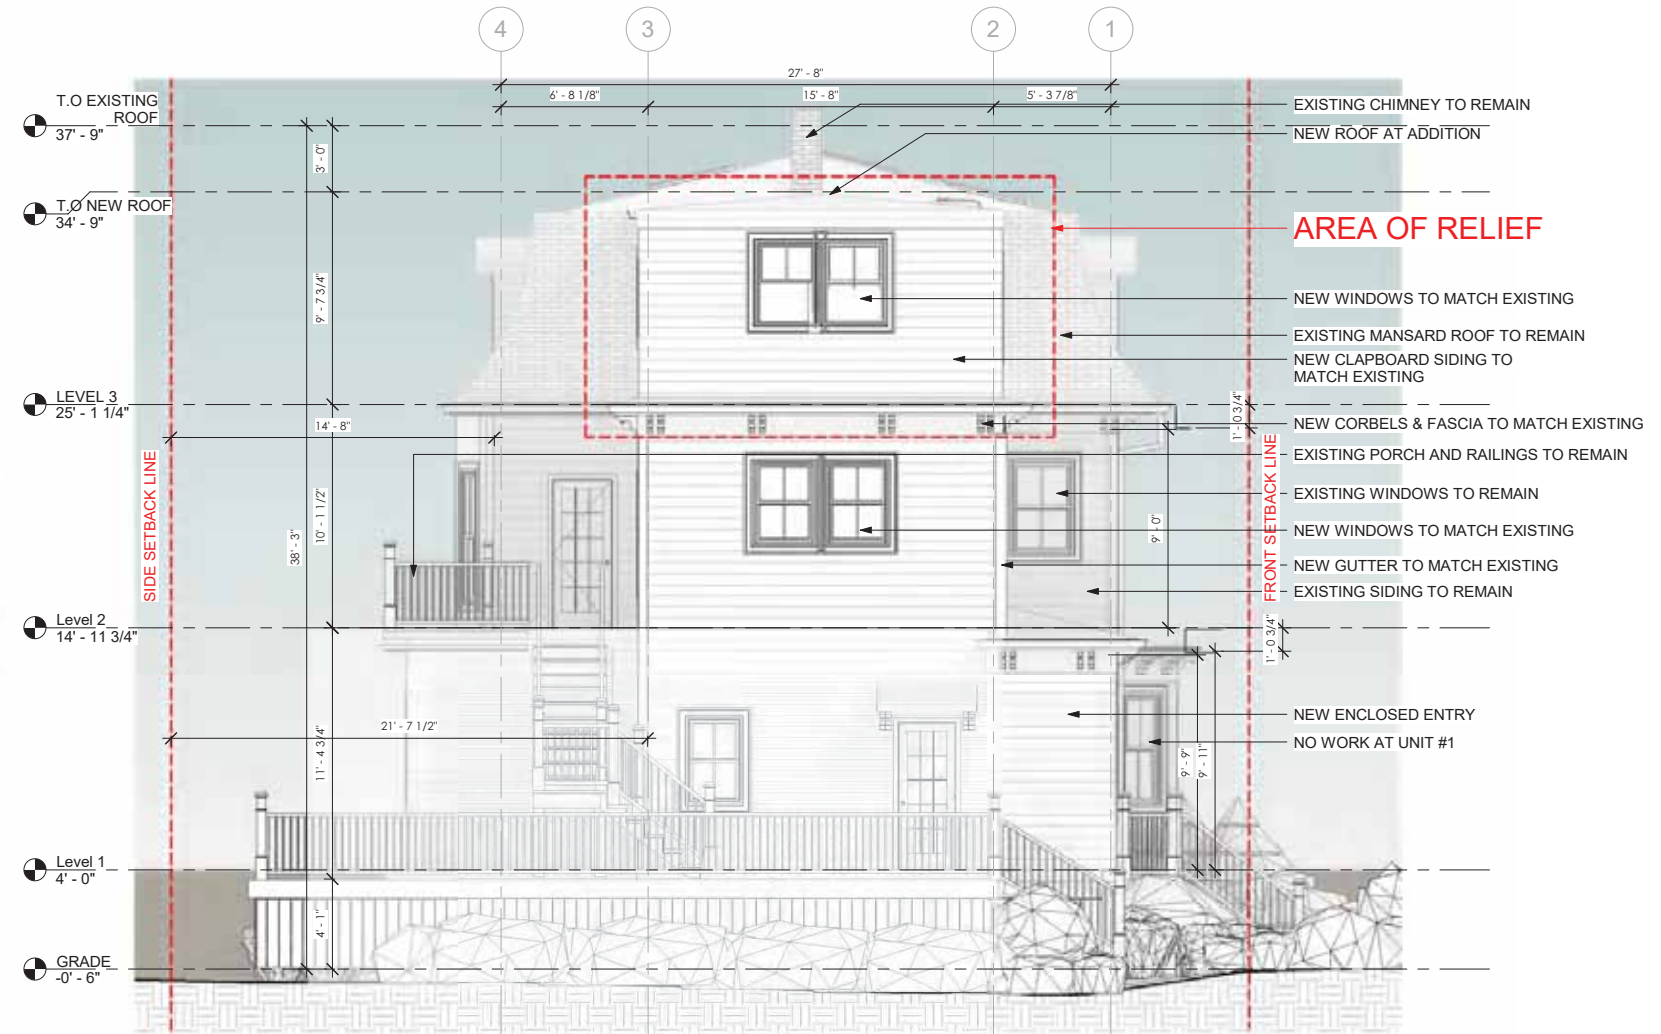 4
3
2
1
27' - 8"
6' - 8 1/8"
15' - 8"
5' - 3 7/8"
T.O EXISTING
ROOF
37' - 9"
3' - 0"
T.O NEW ROOF
34' - 9"
9' - 7 3/4"
LEVEL 3
25' - 1 1/4"
14' - 8"
SIDE SETBACK LINE
38' - 3"
10' - 1 1/2"
Level 2
14' - 11 3/4"
21' - 7 1/2"
11' - 4 3/4"
Level 1
4' - 0"
4' - 1"
GRADE
-0' - 6"
EXISTING CHIMNEY TO REMAIN
NEW ROOF AT ADDITION
AREA OF RELIEF
NEW WINDOWS TO MATCH EXISTING
EXISTING MANSARD ROOF TO REMAIN
NEW CLAPBOARD SIDING TO
MATCH EXISTING
1' - 0 3/4"
NEW CORBELS & FASCIA TO MATCH EXISTING
EXISTING PORCH AND RAILINGS TO REMAIN
FRONT SETBACK LINE
EXISTING WINDOWS TO REMAIN
9' - 0"
NEW WINDOWS TO MATCH EXISTING
NEW GUTTER TO MATCH EXISTING
EXISTING SIDING TO REMAIN
1' - 0 3/4"
NEW ENCLOSED ENTRY
NO WORK AT UNIT #1
9' - 9"
9' - 11"